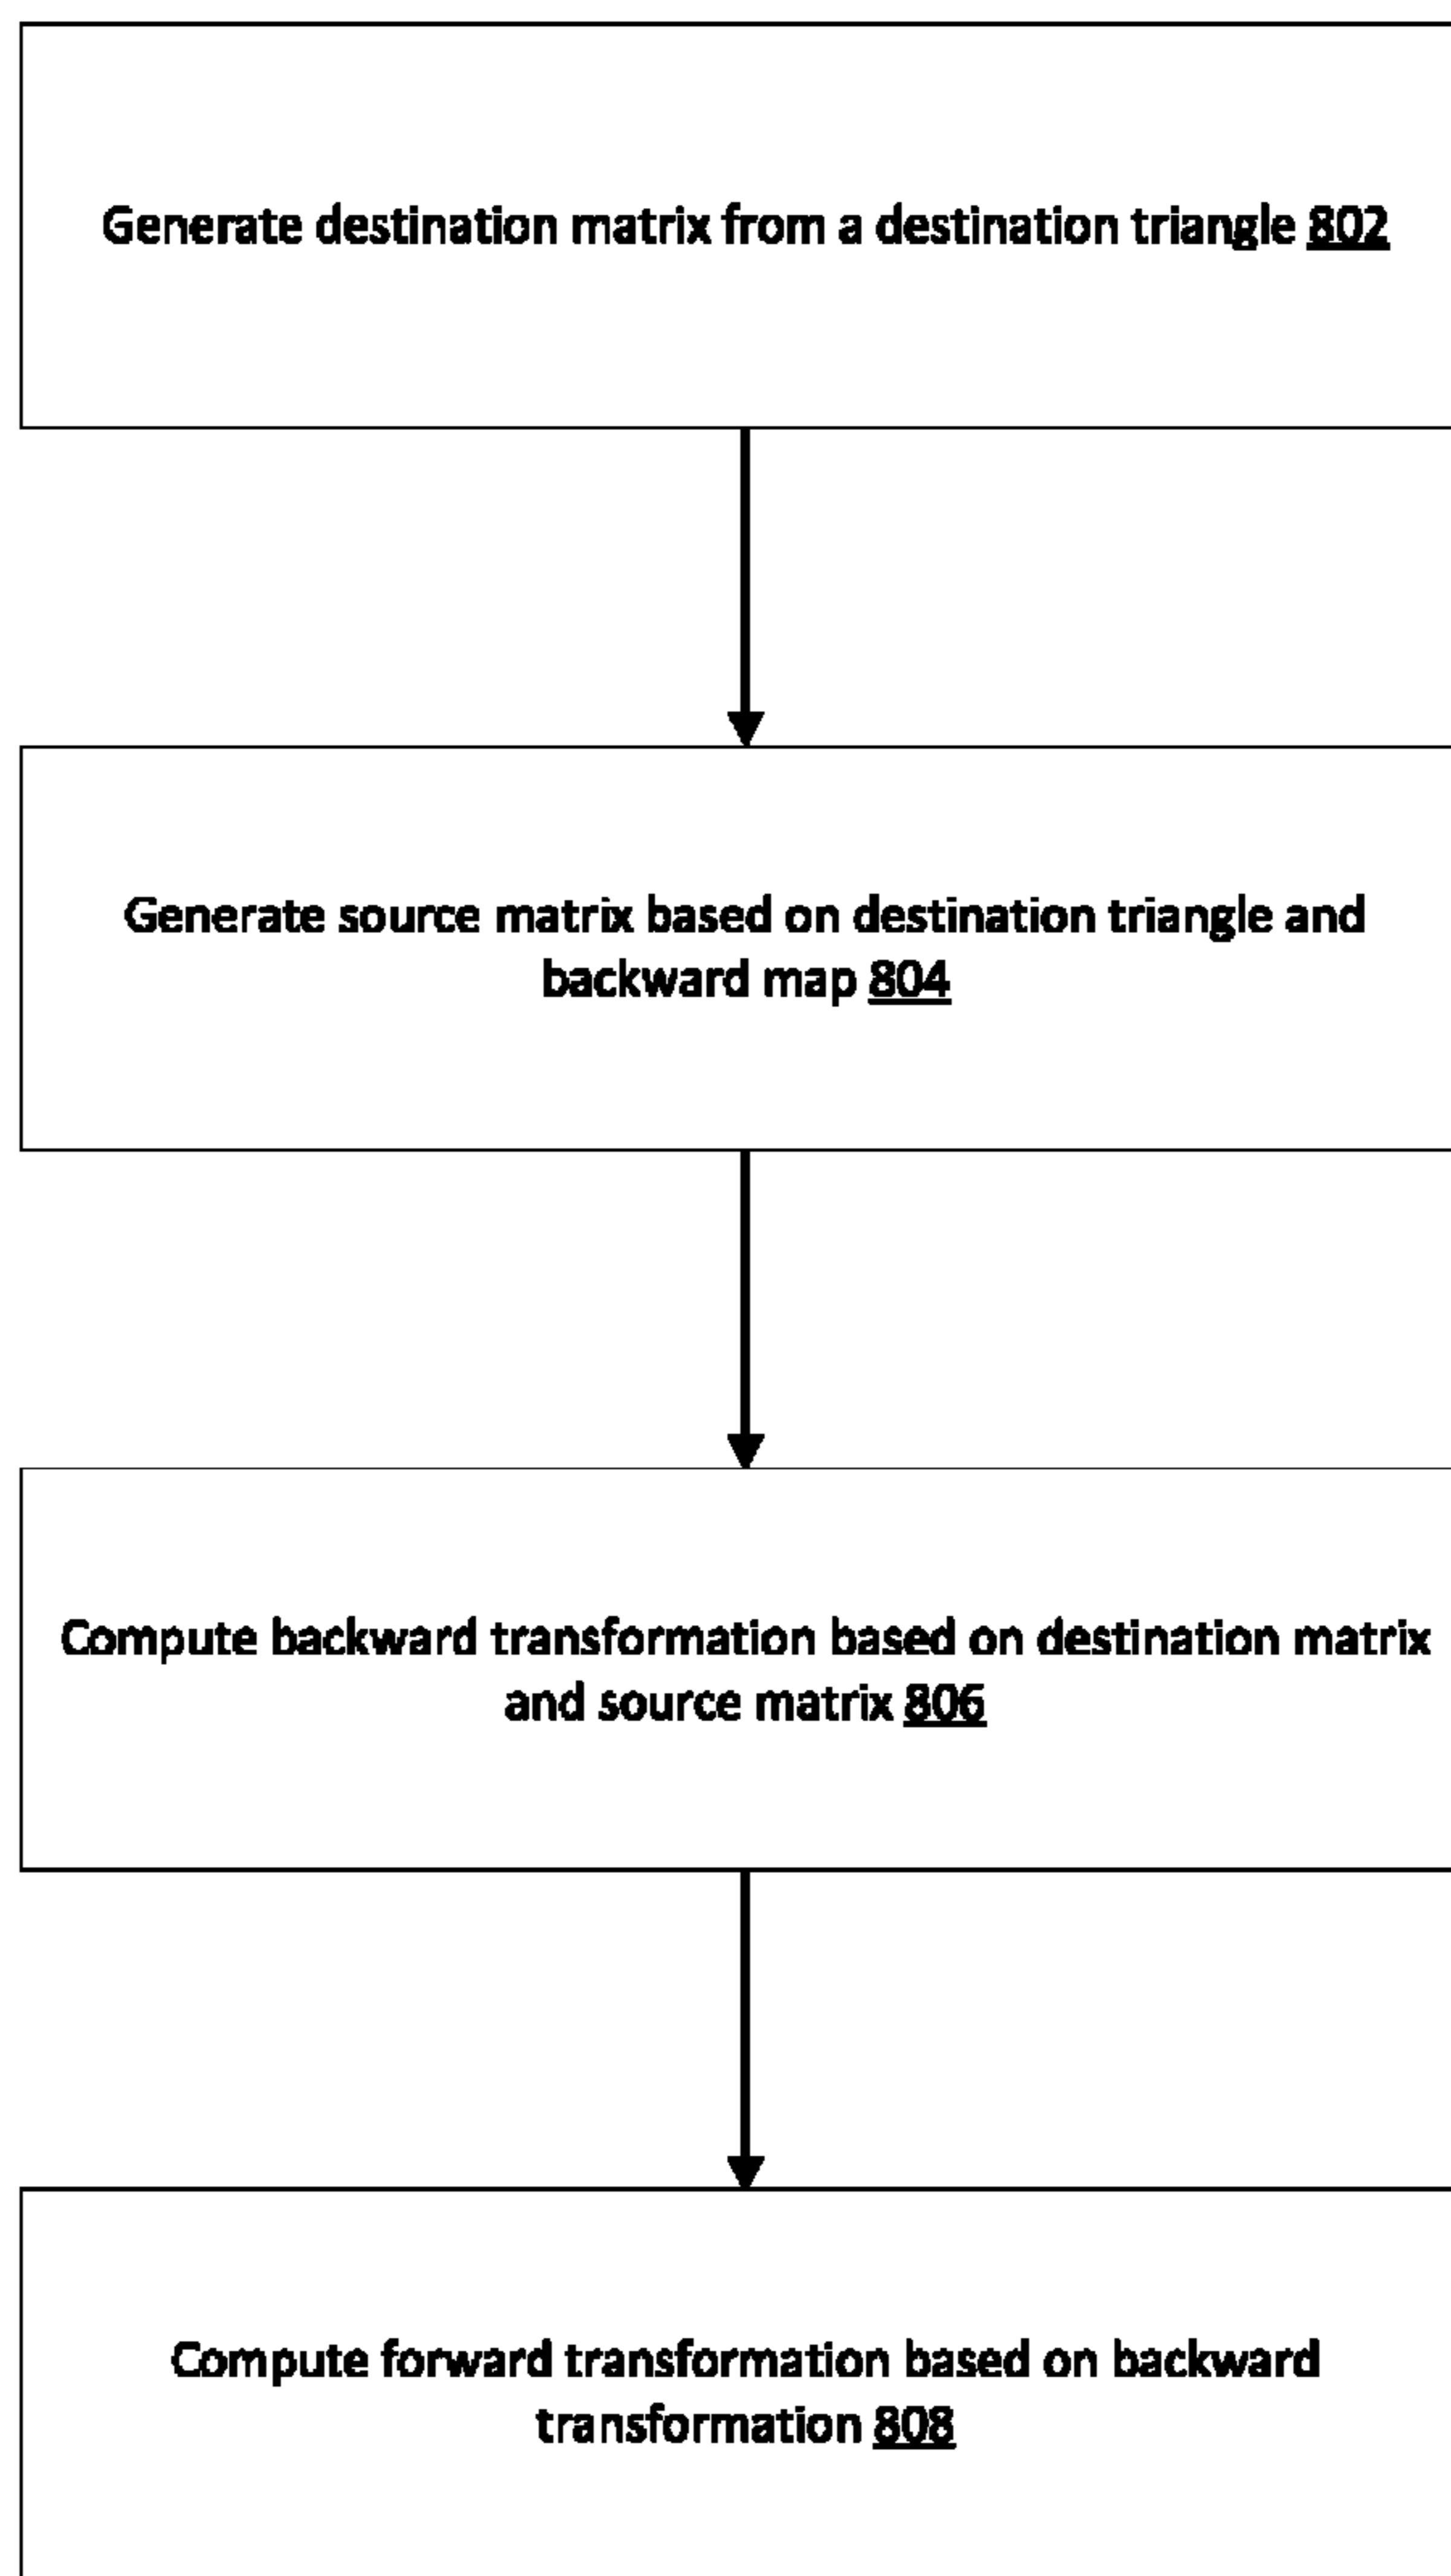 Generate destination matrix from a destination triangle 802
Generate source matrix based on destination triangle and
backward map 804
Compute backward transformation based on destination matrix
and source matrix 806
Compute forward transformation based on backward
transformation 808